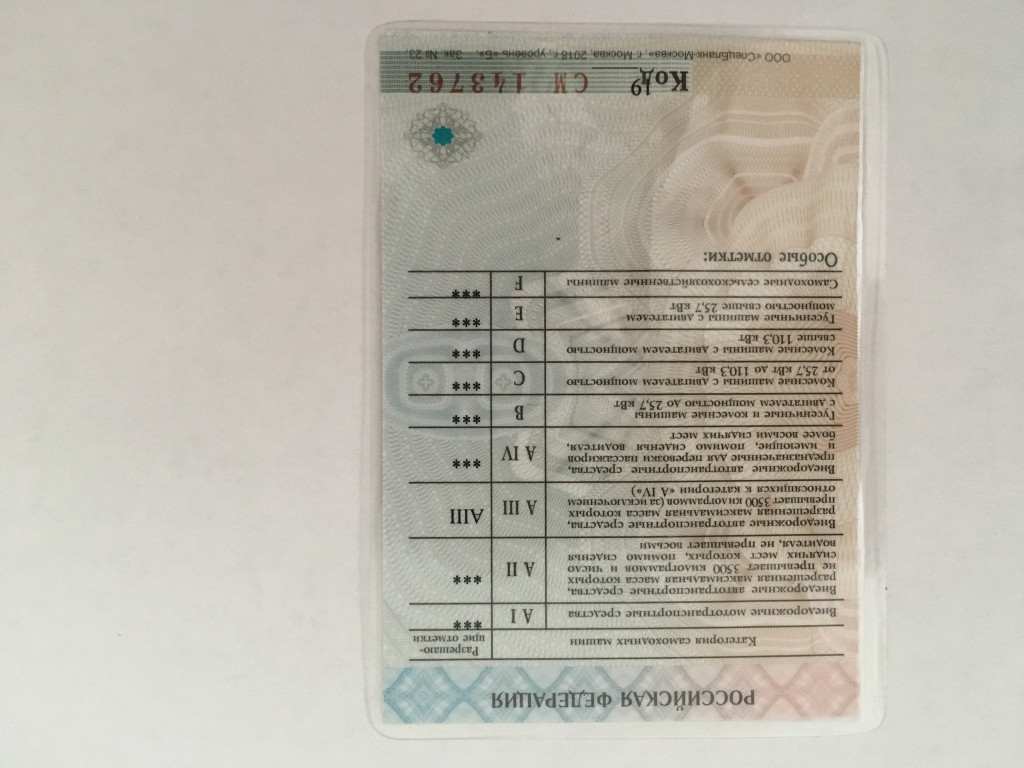 РОССИЙСКАЯ ФЕДЕРАЦИЯ
Категория самоходных машин
Разрешаю-
щие отметки
Внедорожные мототранспортные средства A I ***
Внедорожные автотранспортные средства,
разрешенная максимальная масса которых
не превышает 3500 килограммов и число
сидячих мест которых, помимо сиденья
водителя, не превышает восьми
A II ***
Внедорожные автотранспортные средства,
разрешенная максимальная масса которых
превышает 3500 килограммов (за исключением
относящихся к категории «A IV»)
A III АIII
Внедорожные автотранспортные средства,
предназначенные для перевозки пассажиров
и имеющие, помимо сиденья водителя,
более восьми сидячих мест
A IV ***
Гусеничные и колесные машины
с двигателем мощностью до 25,7 кВт
B ***
Колесные машины с двигателем мощностью
от 25,7 кВт до 110,3 кВт
C ***
Колесные машины с двигателем мощностью
свыше 110,3 кВт
D ***
Гусеничные машины с двигателем
мощностью свыше 25,7 кВт
E ***
Самоходные сельскохозяйственные машины F ***
Особые отметки:
Код 19 СМ 143762
ООО «СпецБланк-Москва», г. Москва, 2018 г., уровень «Б». Зак. № 23.